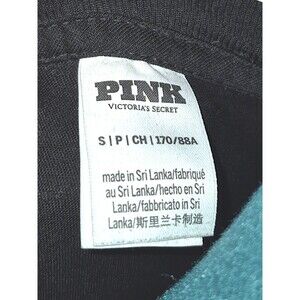 PINK
VICTORIA'S SECRET
S | P | CH | 170/88A
made in Sri Lanka/fabriqué
au Sri Lanka/hecho en Sri
Lanka/fabbricato in Sri
Lanka/斯里兰卡制造